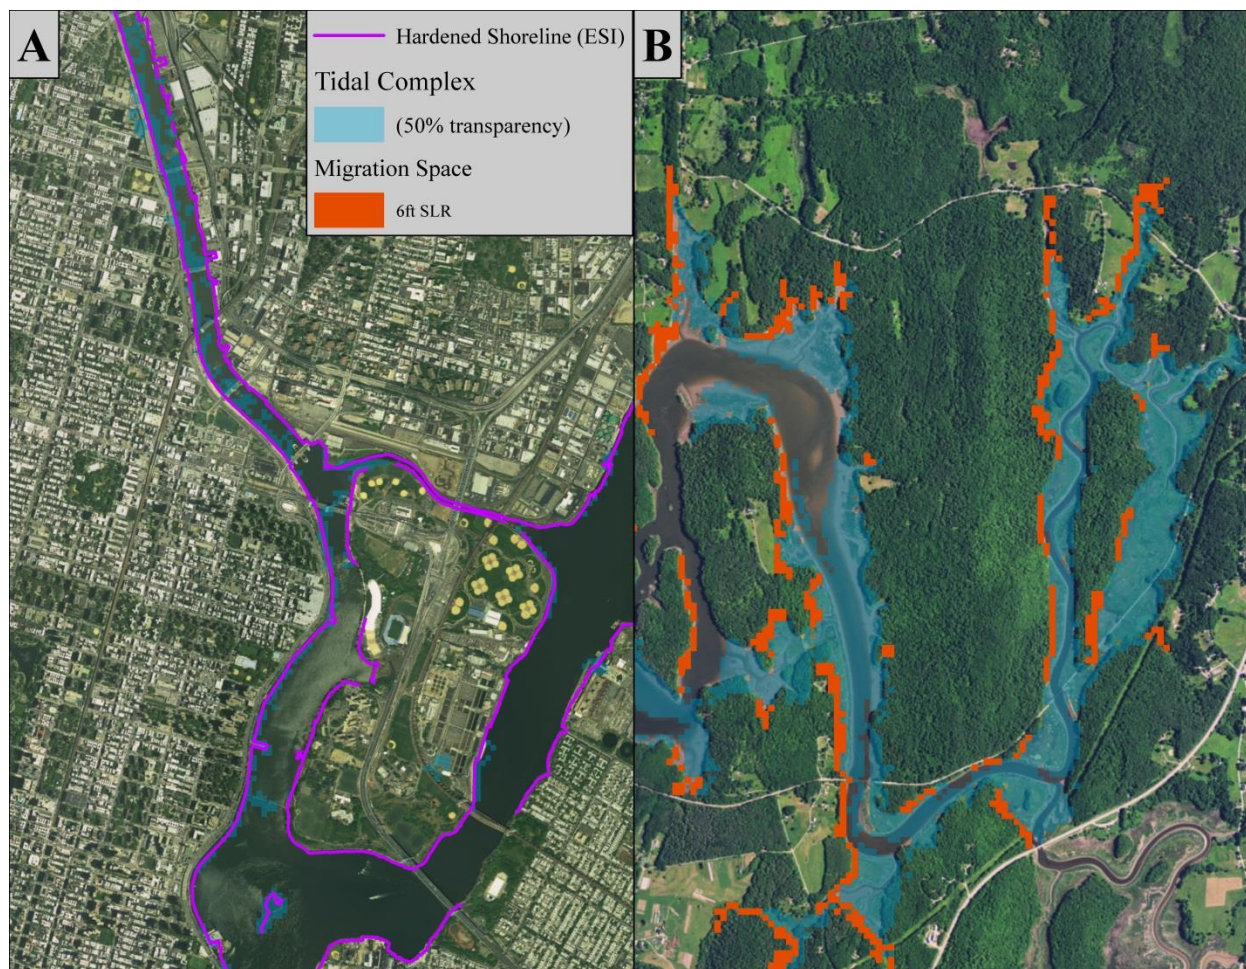 A
Hardened Shoreline (ESI)
Tidal Complex
(50% transparency)
Migration Space
6ft SLR
B